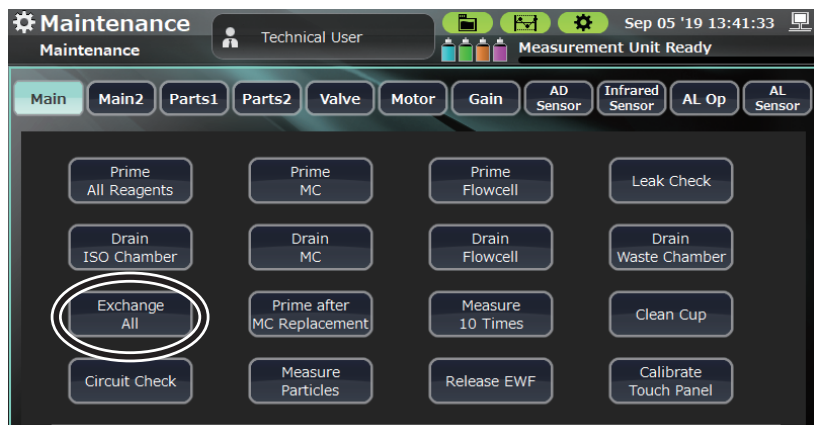 Maintenance
Technical User
Sep 05 '19 13:41:33
Maintenance
Measurement Unit Ready
Main
Main2
Parts1
Parts2
Valve
Motor
Gain
AD
Sensor
Infrared
Sensor
AL Op
AL
Sensor
Prime
All Reagents
Prime
MC
Prime
Flowcell
Leak Check
Drain
ISO Chamber
Drain
MC
Drain
Flowcell
Drain
Waste Chamber
Exchange
All
Prime after
MC Replacement
Measure
10 Times
Clean Cup
Circuit Check
Measure
Particles
Release EWF
Calibrate
Touch Panel